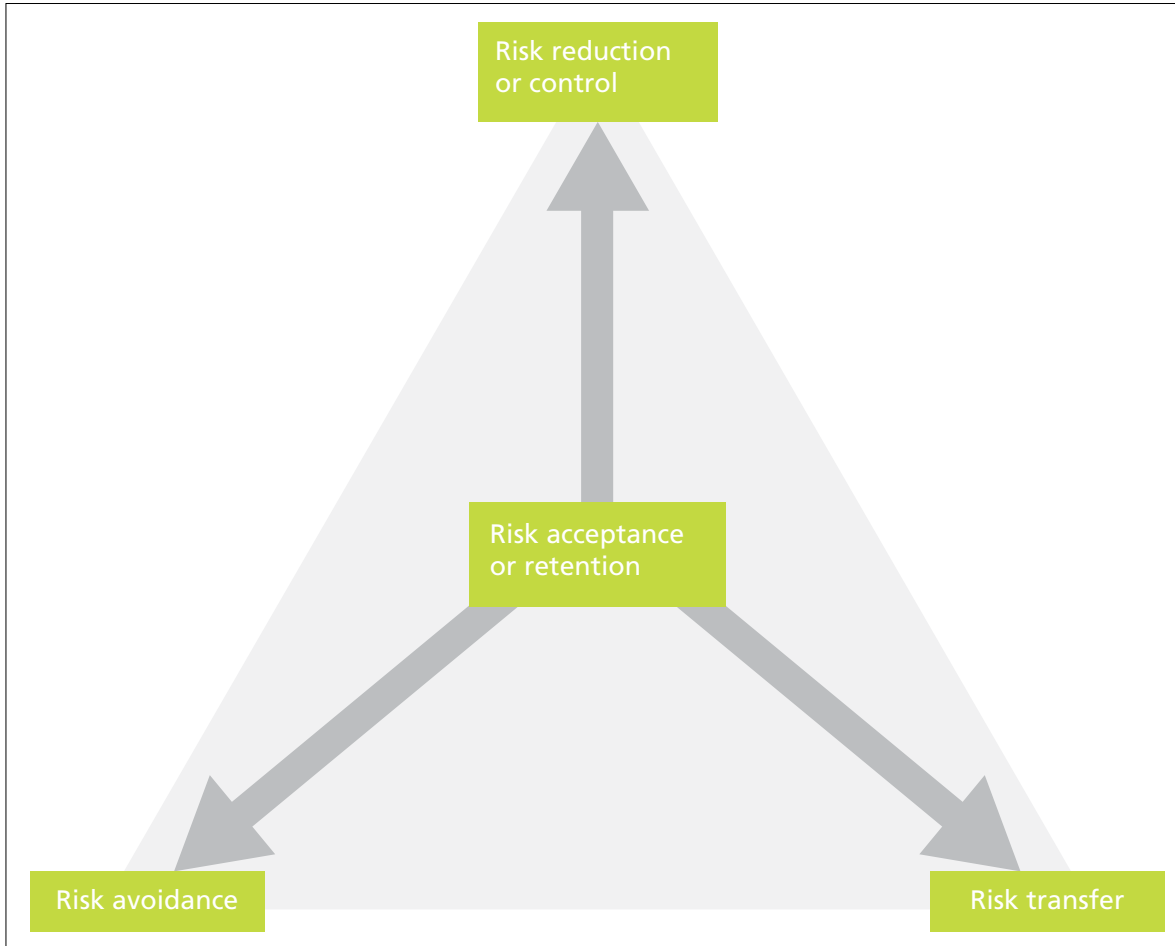 Risk reduction
or control
Risk acceptance
or retention
Risk avoidance
Risk transfer